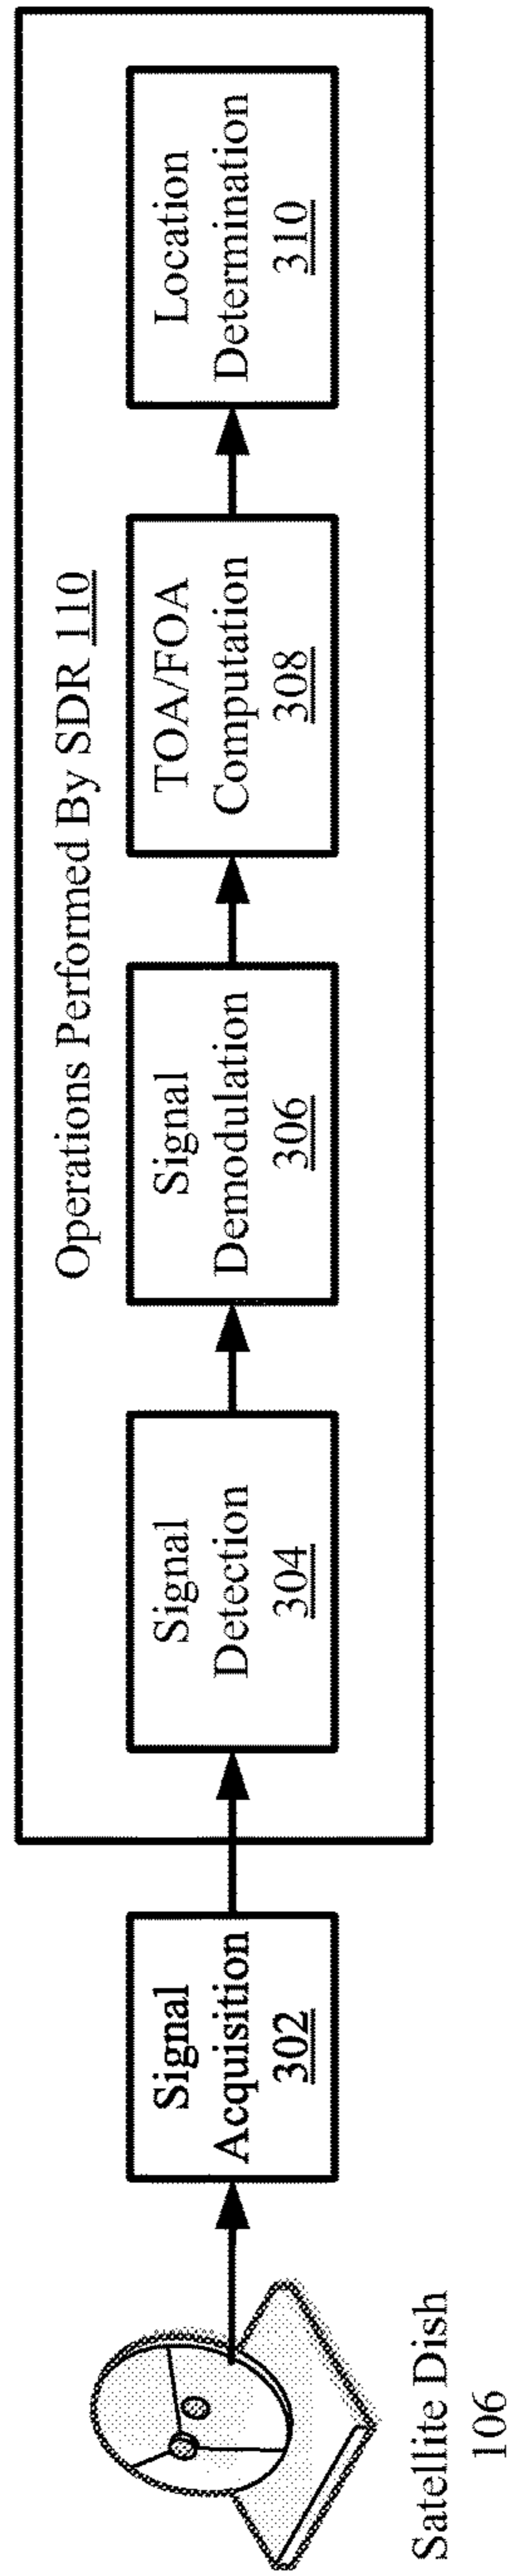 Operations Performed By SDR 110
Satellite Dish
106
Signal
Acquisition
302
Signal
Detection
304
Signal
Demodulation
306
TOA/FOA
Computation
308
Location
Determination
310